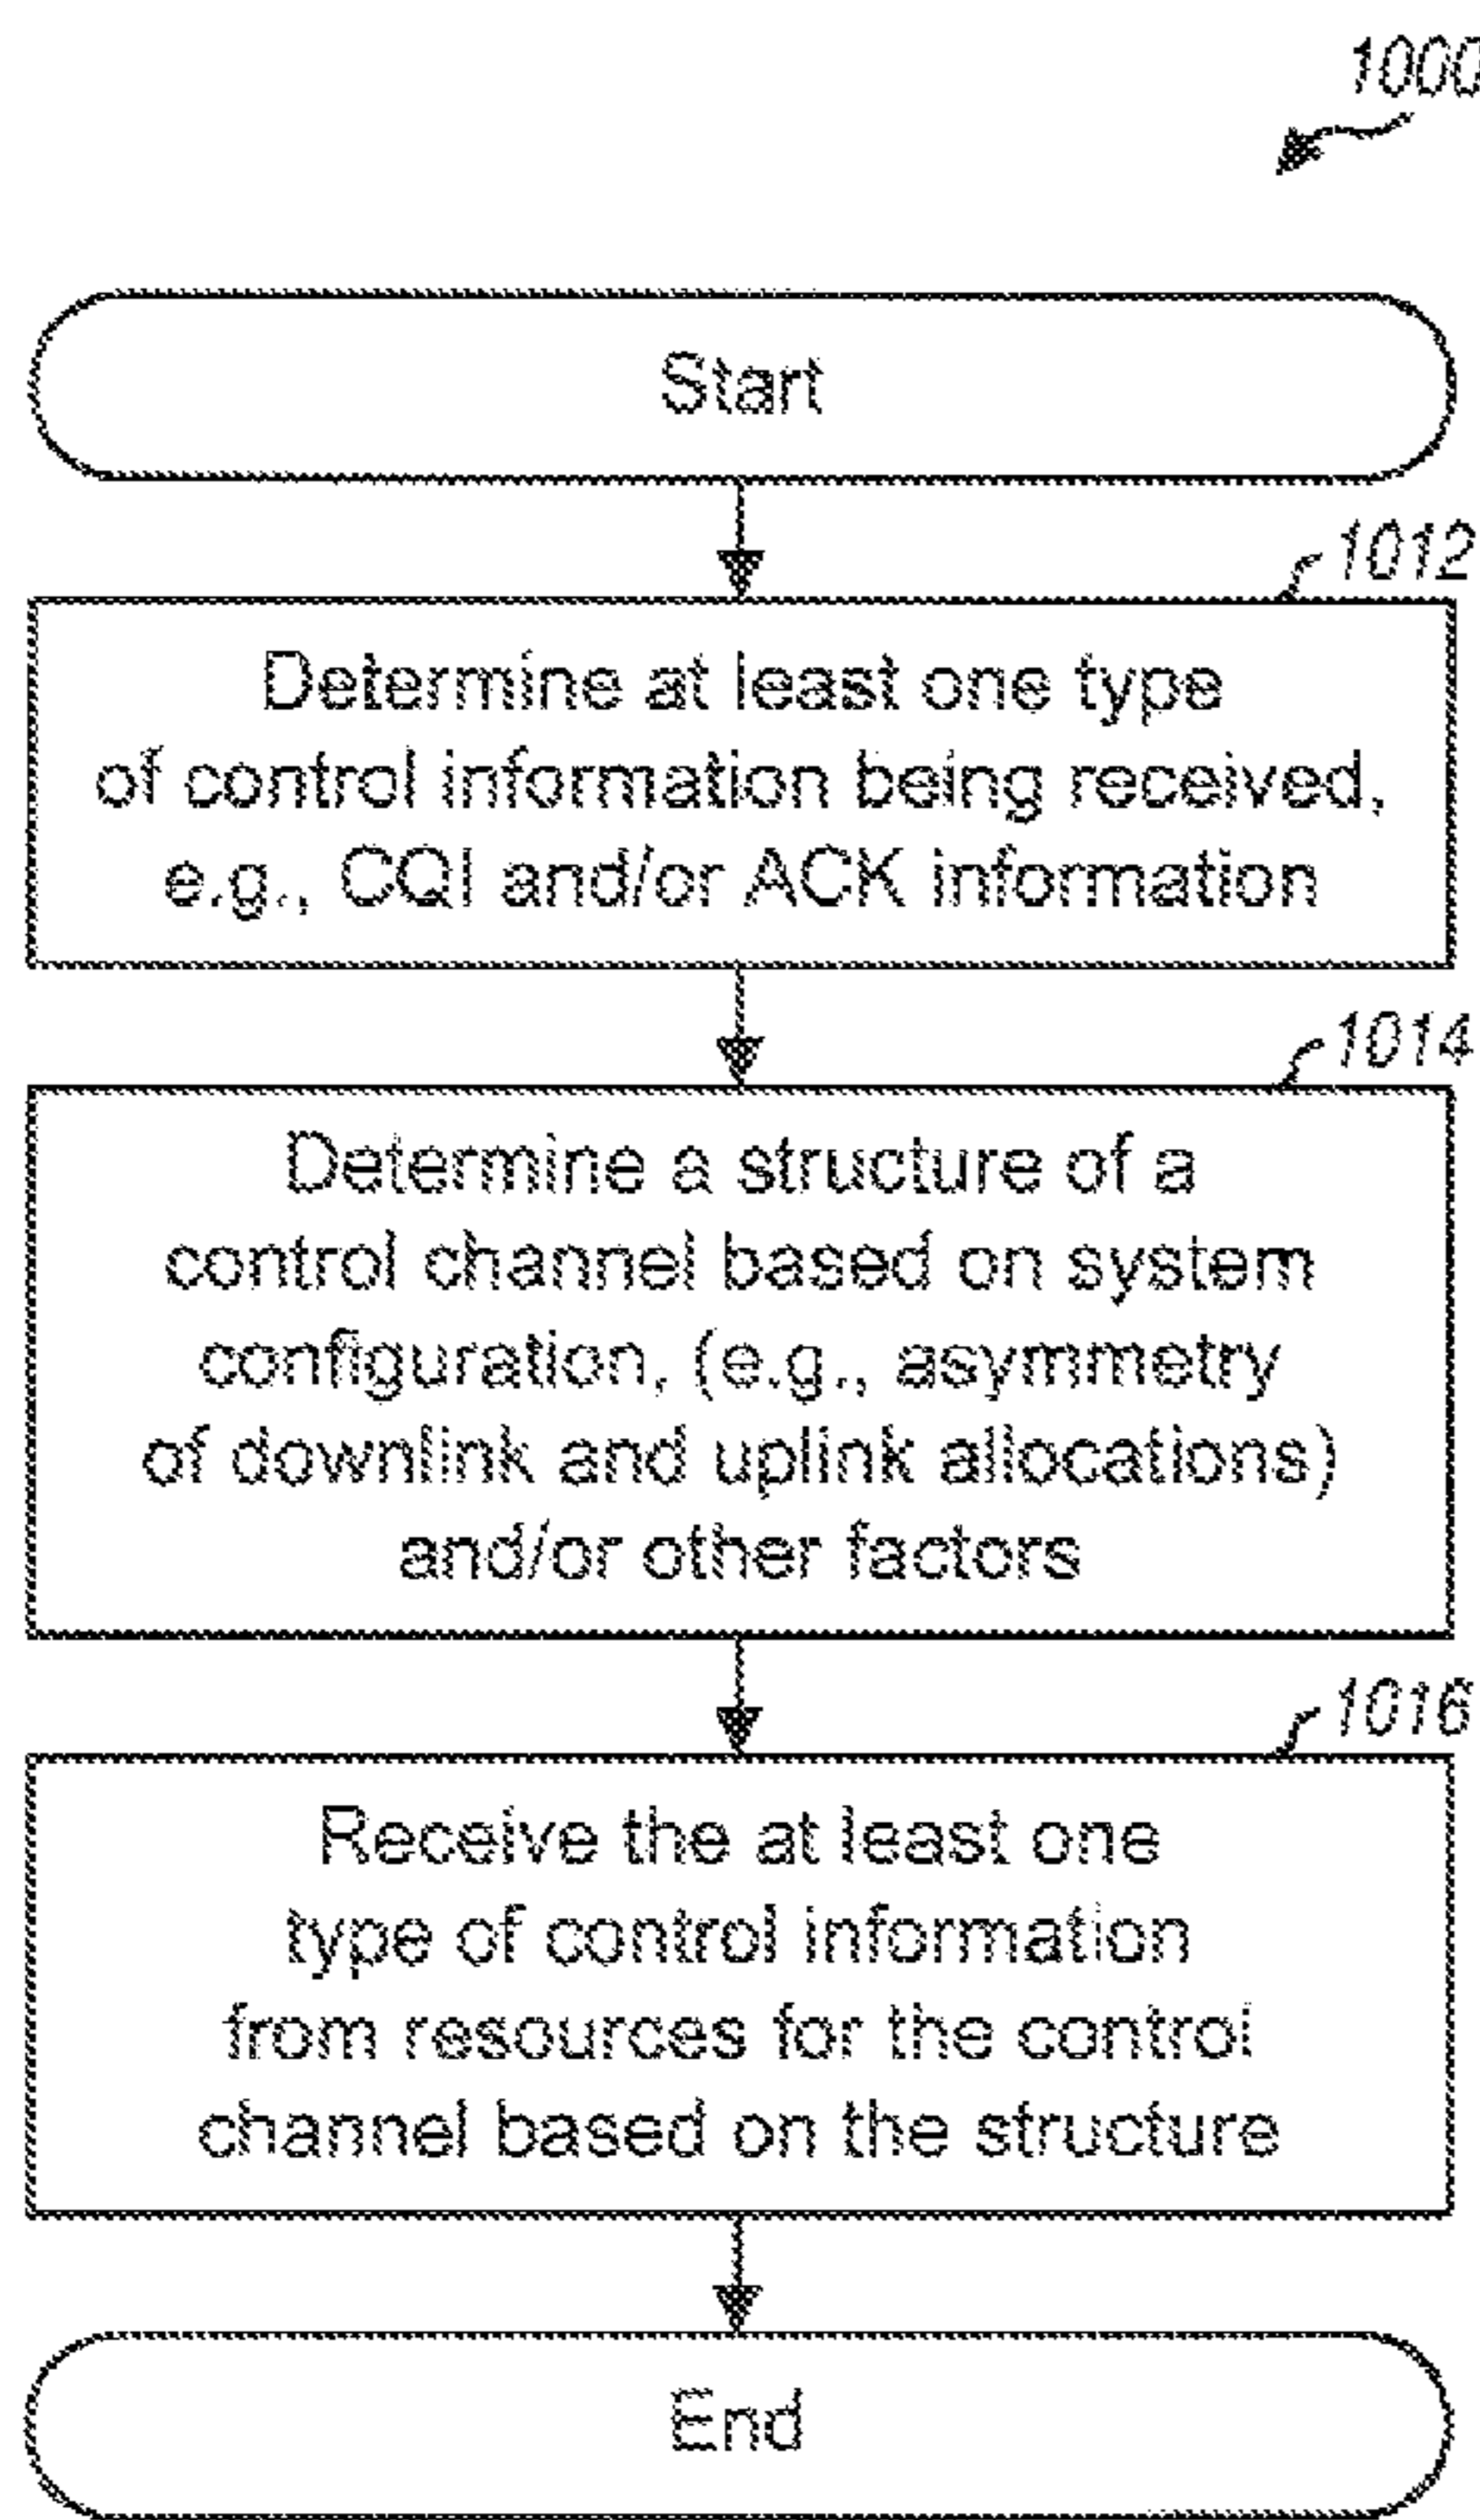 1000
Start
1012
Determine at least one type
of control information being received,
e.g., CQI and/or ACK information
1014
Determine a structure of a
control channel based on system
configuration, (e.g., asymmetry
of downlink and uplink allocations)
and/or other factors
1016
Receive the at least one
type of control information
from resources for the control
channel based on the structure
End